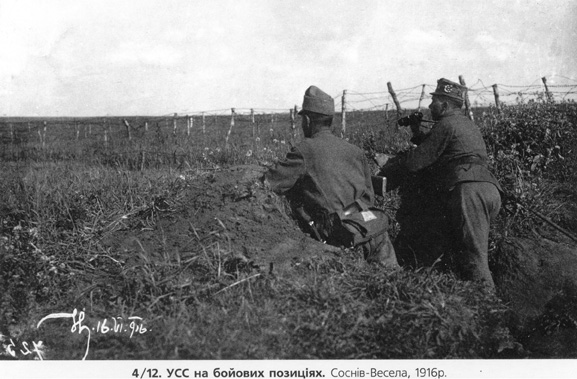 16·VI·916
4/12. УСС на бойових позиціях. Соснів-Весела, 1916р.